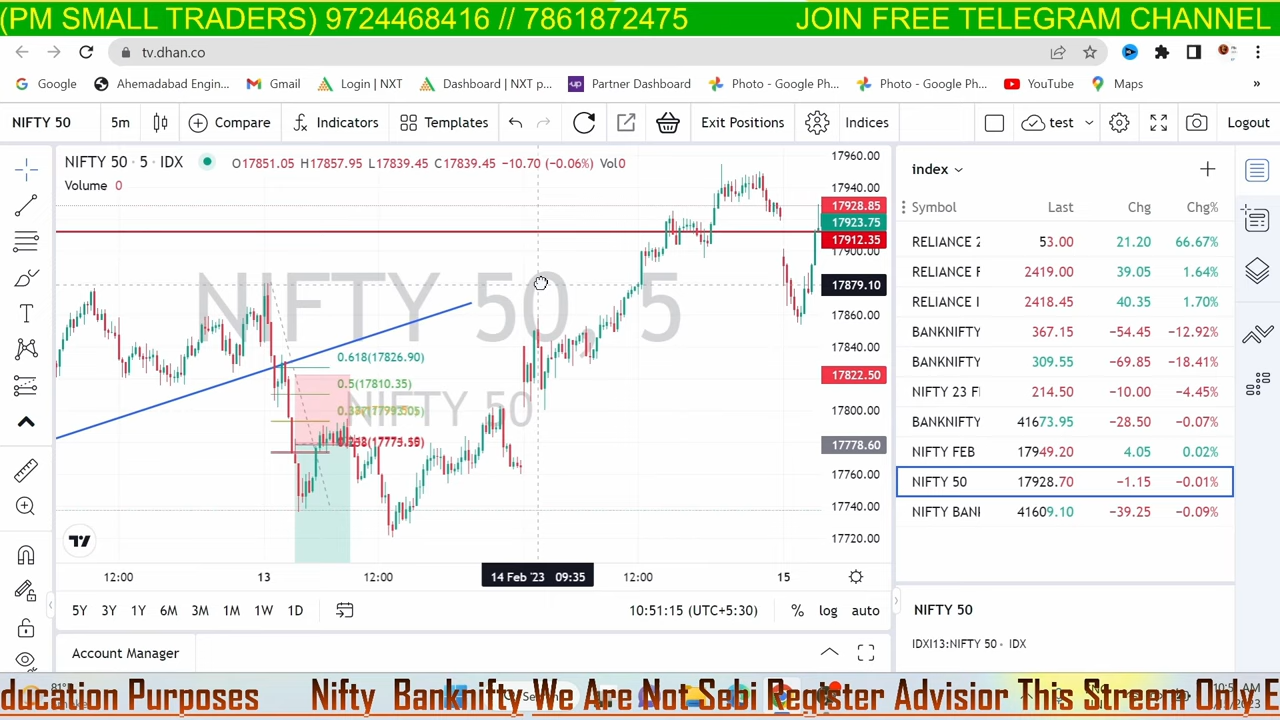 (PM SMALL TRADERS) 9724468416 // 7861872475 JOIN FREE TELEGRAM CHANNEL
tv.dhan.co
Google Ahemadabad Engin... Gmail Login | NXT Dashboard | NXT p... up Partner Dashboard Photo - Google Ph... Photo - Google Ph... YouTube Maps »
NIFTY 50 5m Compare Indicators Templates Exit Positions Indices test Logout
NIFTY 50 · 5 · IDX O17851.05 H17857.95 L17839.45 C17839.45 −10.70 (−0.06%) Vol0
Volume 0
NIFTY 50, 5
NIFTY 50
0.618(17826.90)
0.5(17810.35)
17960.00
17940.00
17928.85
17923.75
17912.35
17900.00
17879.10
17860.00
17840.00
17822.50
17800.00
17778.60
17760.00
17740.00
17720.00
12:00 13 12:00 14 Feb '23 09:35 12:00 15
5Y 3Y 1Y 6M 3M 1M 1W 1D 10:51:15 (UTC+5:30) % log auto
Account Manager
index
Symbol Last Chg Chg%
RELIANCE 2 53.00 21.20 66.67%
RELIANCE F 2419.00 39.05 1.64%
RELIANCE I 2418.45 40.35 1.70%
BANKNIFTY 367.15 −54.45 −12.92%
BANKNIFTY 309.55 −69.85 −18.41%
NIFTY 23 F 214.50 −10.00 −4.45%
BANKNIFTY 41673.95 −28.50 −0.07%
NIFTY FEB 17949.20 4.05 0.02%
NIFTY 50 17928.70 −1.15 −0.01%
NIFTY BANI 41609.10 −39.25 −0.09%
NIFTY 50
IDXI13:NIFTY 50 · IDX
ducation Purposes Nifty Banknifty We Are Not Sebi Register Advisior This Streem Only E